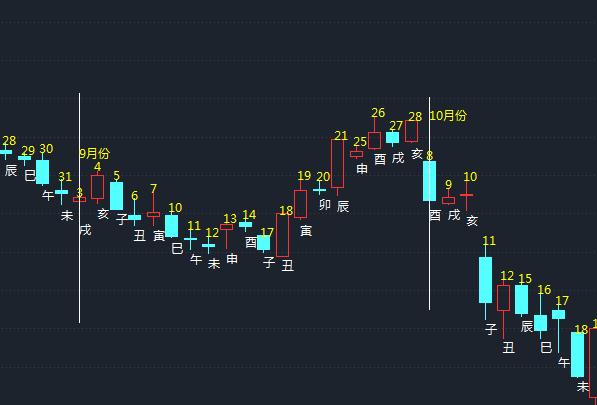 28
辰
29
巳
30
午
31
未
9月份
3
戌
4
亥
5
子
6
丑
7
寅
10
巳
11
午
12
未
13
申
14
酉
17
子
18
丑
19
寅
20
卯
21
辰
25
申
26
酉
27
戌
28
亥
10月份
8
酉
9
戌
10
亥
11
子
12
丑
15
辰
16
巳
17
午
18
未